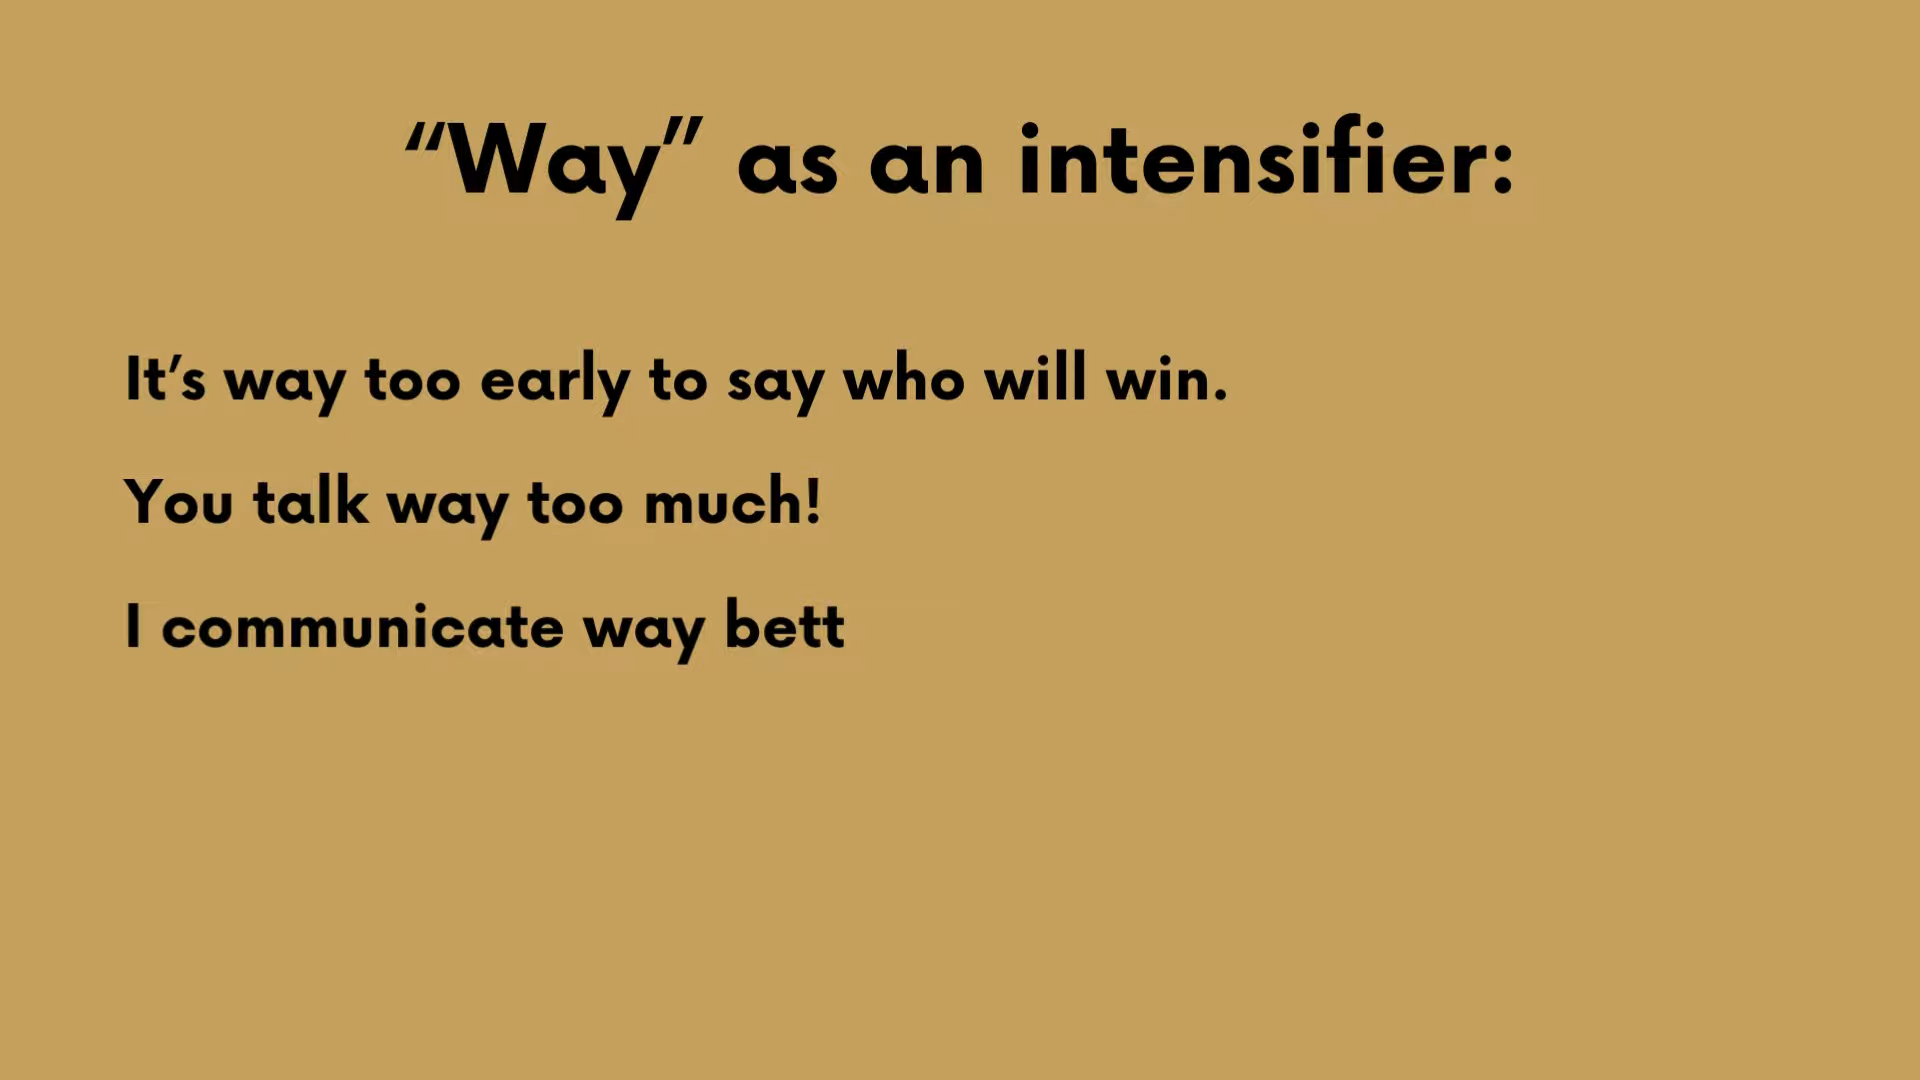 “Way” as an intensifier:
It’s way too early to say who will win.
You talk way too much!
I communicate way bett